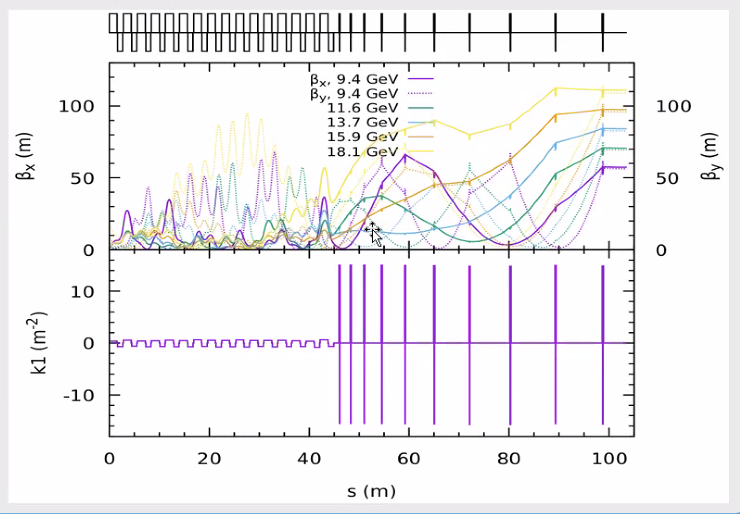 βx, 9.4 GeV
βy, 9.4 GeV
11.6 GeV
13.7 GeV
15.9 GeV
18.1 GeV
100
50
0
βx (m)
100
50
0
βy (m)
10
0
-10
k1 (m⁻²)
0 20 40 60 80 100
s (m)